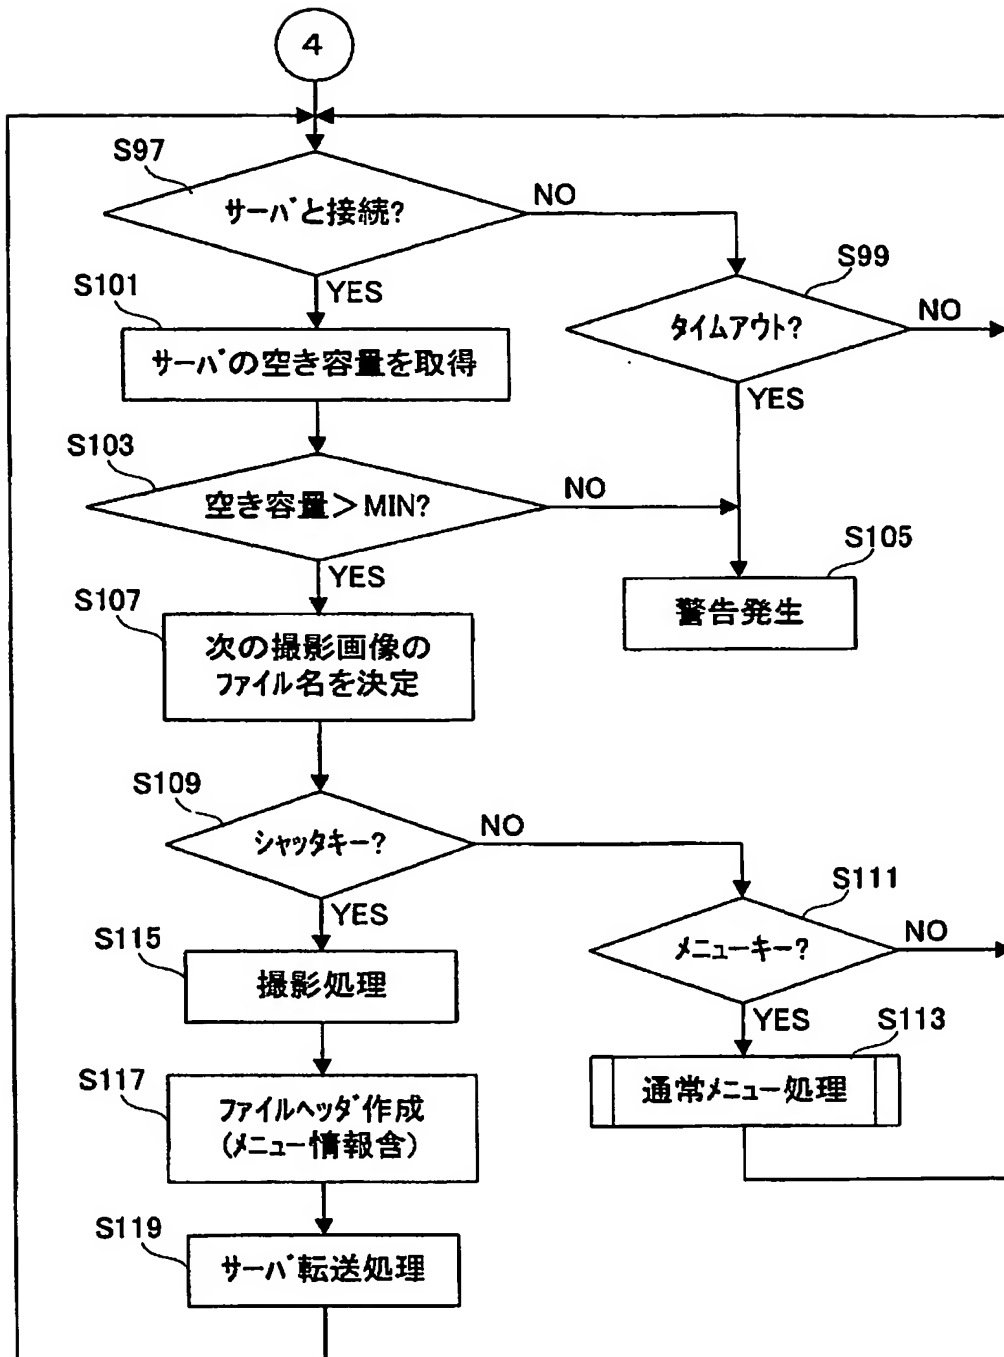 4
S97
サーバと接続?
NO
YES
S99
タイムアウト?
NO
YES
S101
サーバの空き容量を取得
S103
空き容量>MIN?
NO
YES
S105
警告発生
S107
次の撮影画像の
ファイル名を決定
S109
シャッタキー?
NO
YES
S111
メニューキー?
NO
YES
S113
通常メニュー処理
S115
撮影処理
S117
ファイルヘッダ作成
(メニュー情報含)
S119
サーバ転送処理